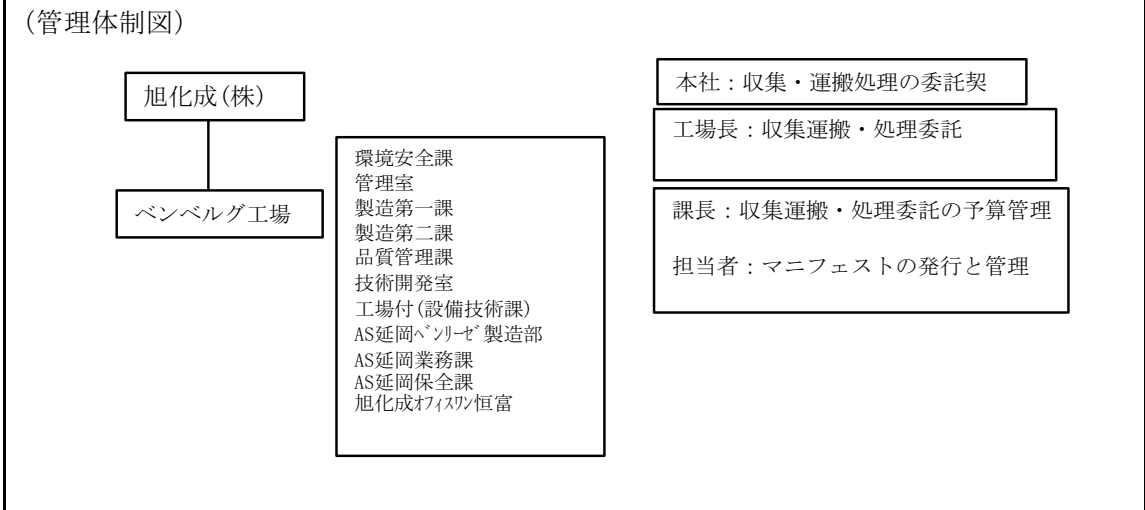 (管理体制図)
旭化成(株)
ベンベルグ工場
環境安全課
管理室
製造第一課
製造第二課
品質管理課
技術開発室
工場付(設備技術課)
AS延岡ﾍﾞﾝﾘｰｾﾞ製造部
AS延岡業務課
AS延岡保全課
旭化成ｵﾌｨｽﾜﾝ恒富
本社：収集・運搬処理の委託契
工場長：収集運搬・処理委託
課長：収集運搬・処理委託の予算管理
担当者：マニフェストの発行と管理